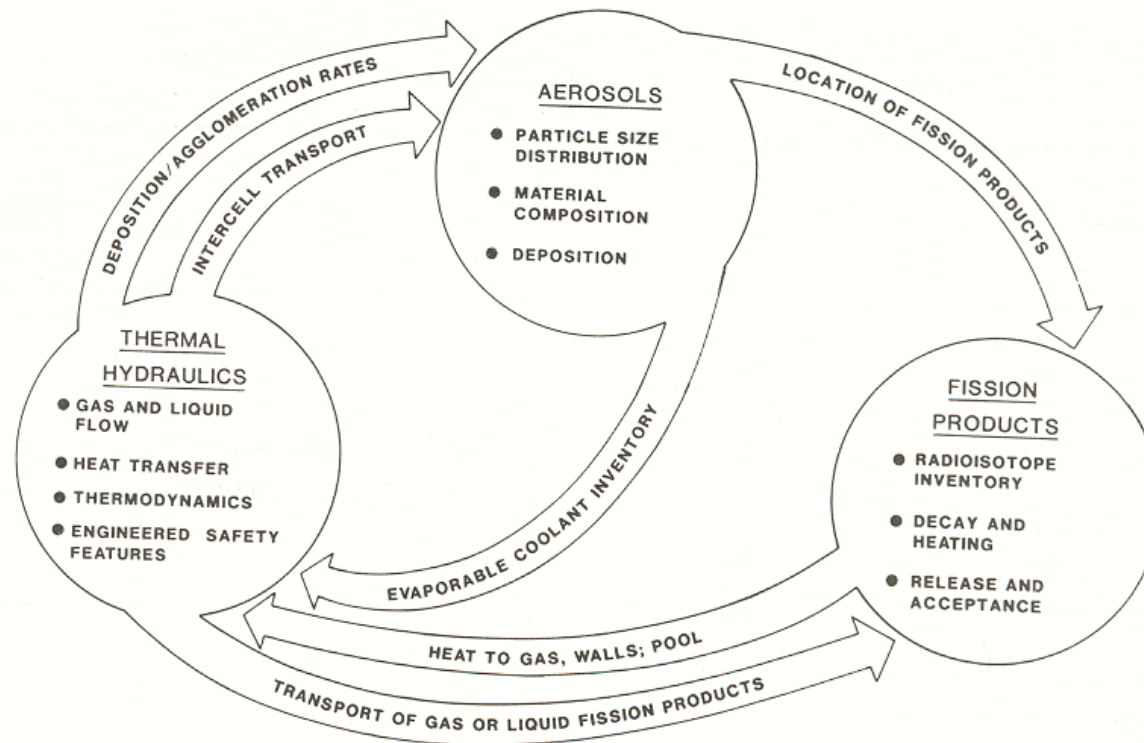 DEPOSITION/AGGLOMERATION RATES
INTERCELL TRANSPORT
AEROSOLS
● PARTICLE SIZE
DISTRIBUTION
● MATERIAL
COMPOSITION
● DEPOSITION
LOCATION OF FISSION PRODUCTS
THERMAL
HYDRAULICS
● GAS AND LIQUID
FLOW
● HEAT TRANSFER
● THERMODYNAMICS
● ENGINEERED SAFETY
FEATURES
FISSION
PRODUCTS
● RADIOISOTOPE
INVENTORY
● DECAY AND
HEATING
● RELEASE AND
ACCEPTANCE
EVAPORABLE COOLANT INVENTORY
HEAT TO GAS, WALLS; POOL
TRANSPORT OF GAS OR LIQUID FISSION PRODUCTS